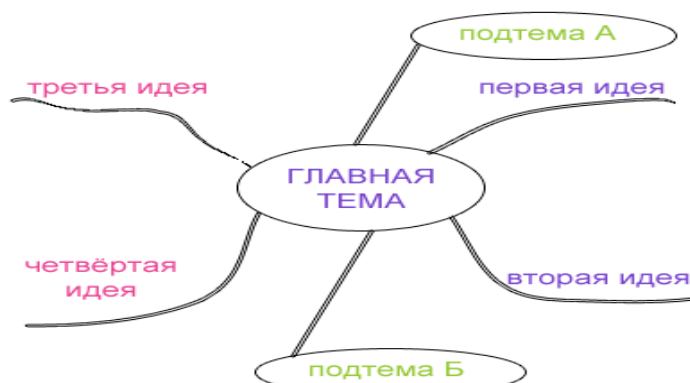 подтема А
третья идея
первая идея
ГЛАВНАЯ
ТЕМА
четвёртая
идея
вторая идея
подтема Б